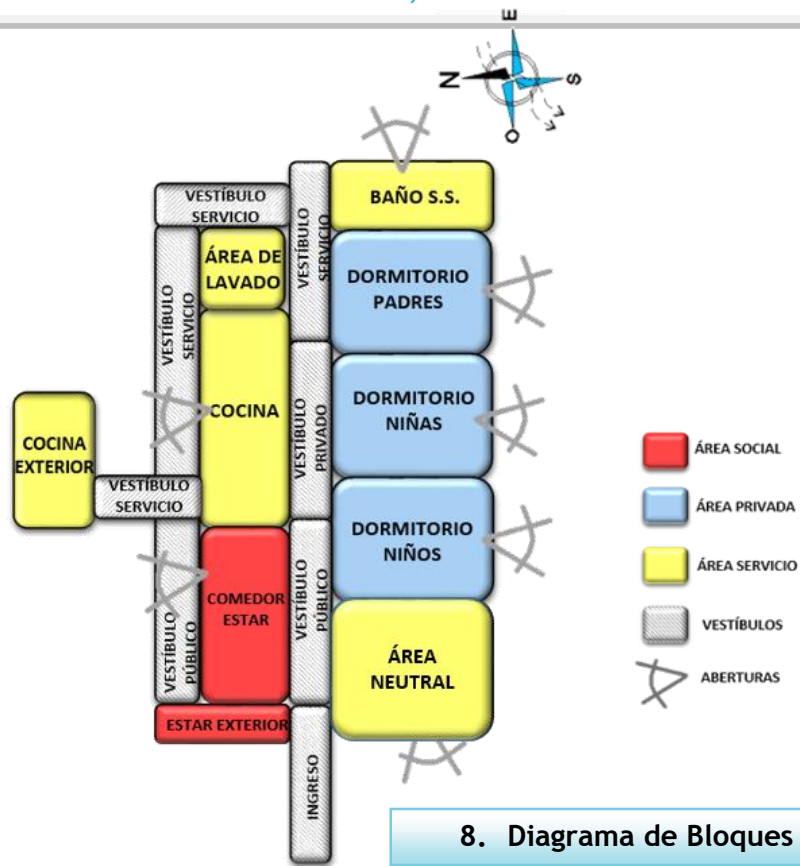 E
N
S
O
BAÑO S.S.
VESTÍBULO
SERVICIO
VESTÍBULO
SERVICIO
ÁREA DE
LAVADO
DORMITORIO
PADRES
VESTÍBULO
SERVICIO
COCINA
VESTÍBULO
PRIVADO
DORMITORIO
NIÑAS
COCINA
EXTERIOR
VESTÍBULO
SERVICIO
DORMITORIO
NIÑOS
VESTÍBULO
PÚBLICO
COMEDOR
ESTAR
VESTÍBULO
PÚBLICO
ÁREA
NEUTRAL
ESTAR EXTERIOR
INGRESO
ÁREA SOCIAL
ÁREA PRIVADA
ÁREA SERVICIO
VESTÍBULOS
ABERTURAS
8. Diagrama de Bloques